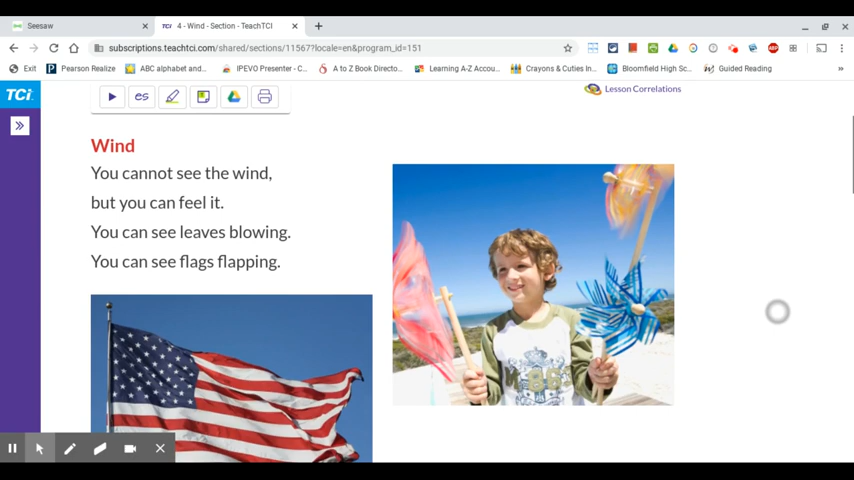 Seesaw
TCi 4 - Wind - Section - TeachTCI
subscriptions.teachtci.com/shared/sections/11567?locale=en&program_id=151
Exit
Pearson Realize
ABC alphabet and...
IPEVO Presenter - C...
A to Z Book Directo...
Learning A-Z Accou...
Crayons & Cuties In...
Bloomfield High Sc...
Guided Reading
»
TCi
es
Lesson Correlations
Wind
You cannot see the wind,
but you can feel it.
You can see leaves blowing.
You can see flags flapping.